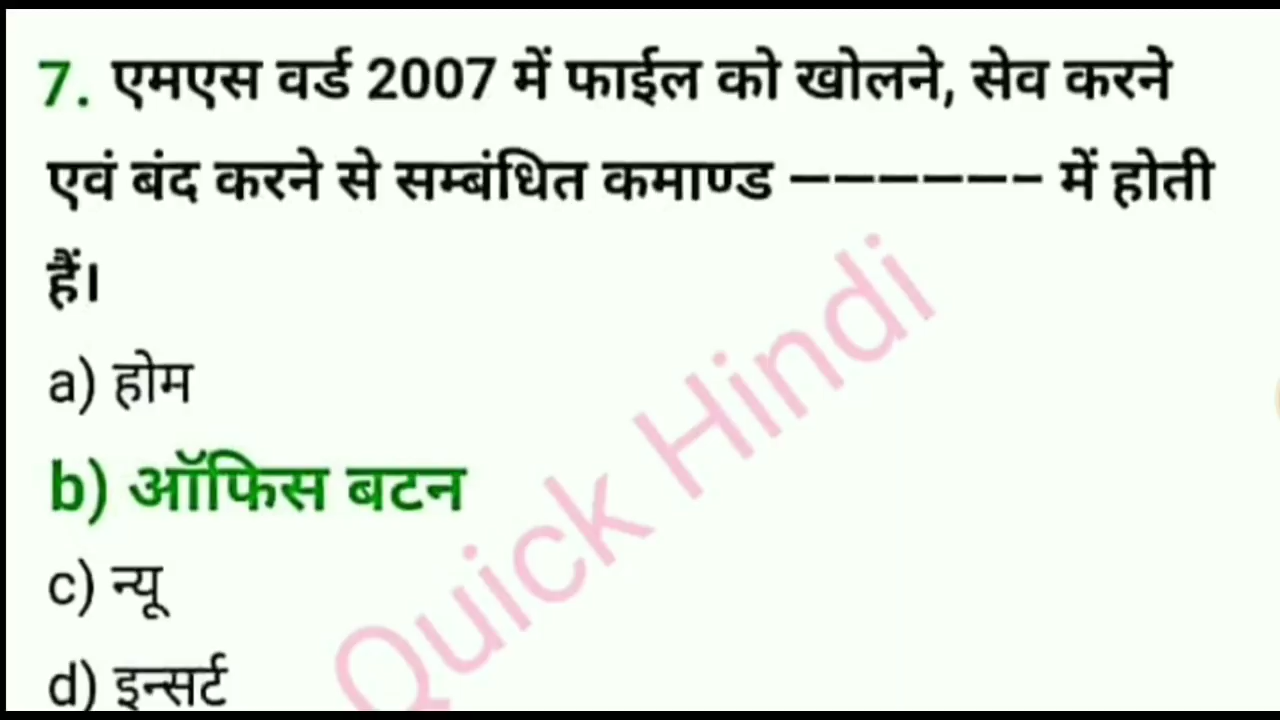 7. एमएस वर्ड 2007 में फाईल को खोलने, सेव करने
एवं बंद करने से सम्बंधित कमाण्ड ------ में होती
हैं।
a) होम
b) ऑफिस बटन
c) न्यू
d) इन्सर्ट
Quick Hindi